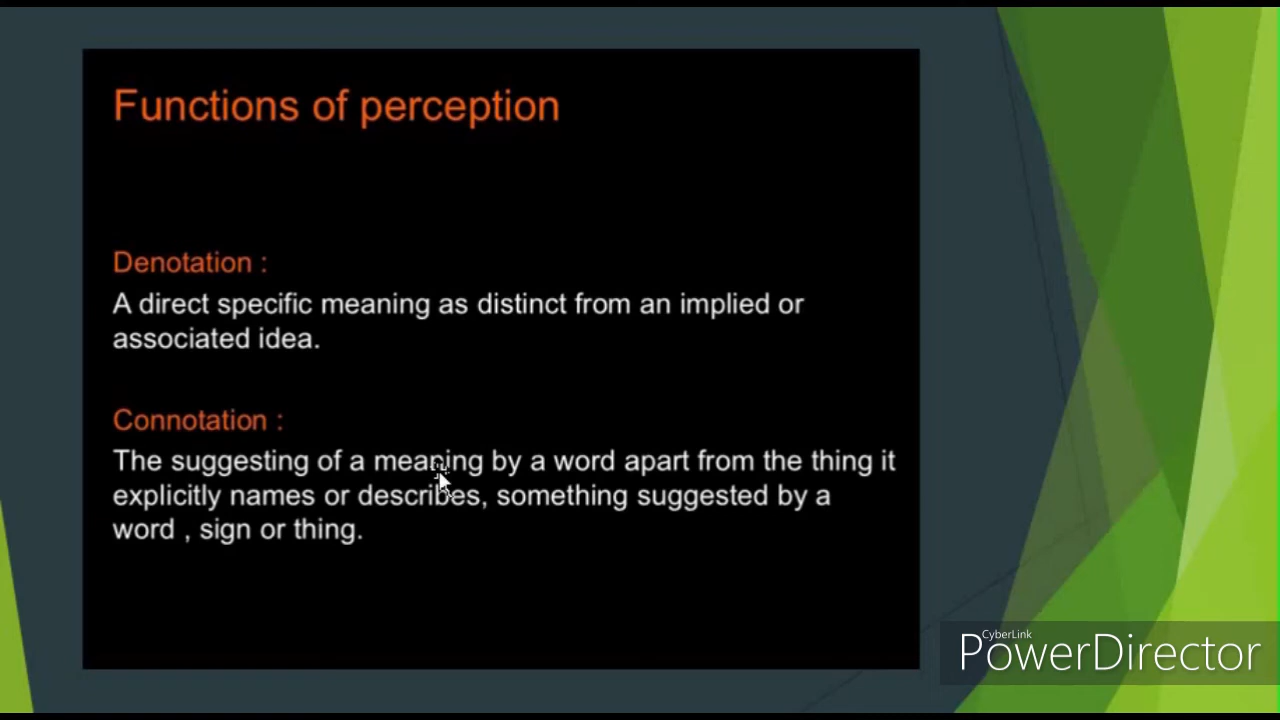 Functions of perception
Denotation :
A direct specific meaning as distinct from an implied or
associated idea.
Connotation :
The suggesting of a meaning by a word apart from the thing it
explicitly names or describes, something suggested by a
word , sign or thing.
CyberLink
PowerDirector